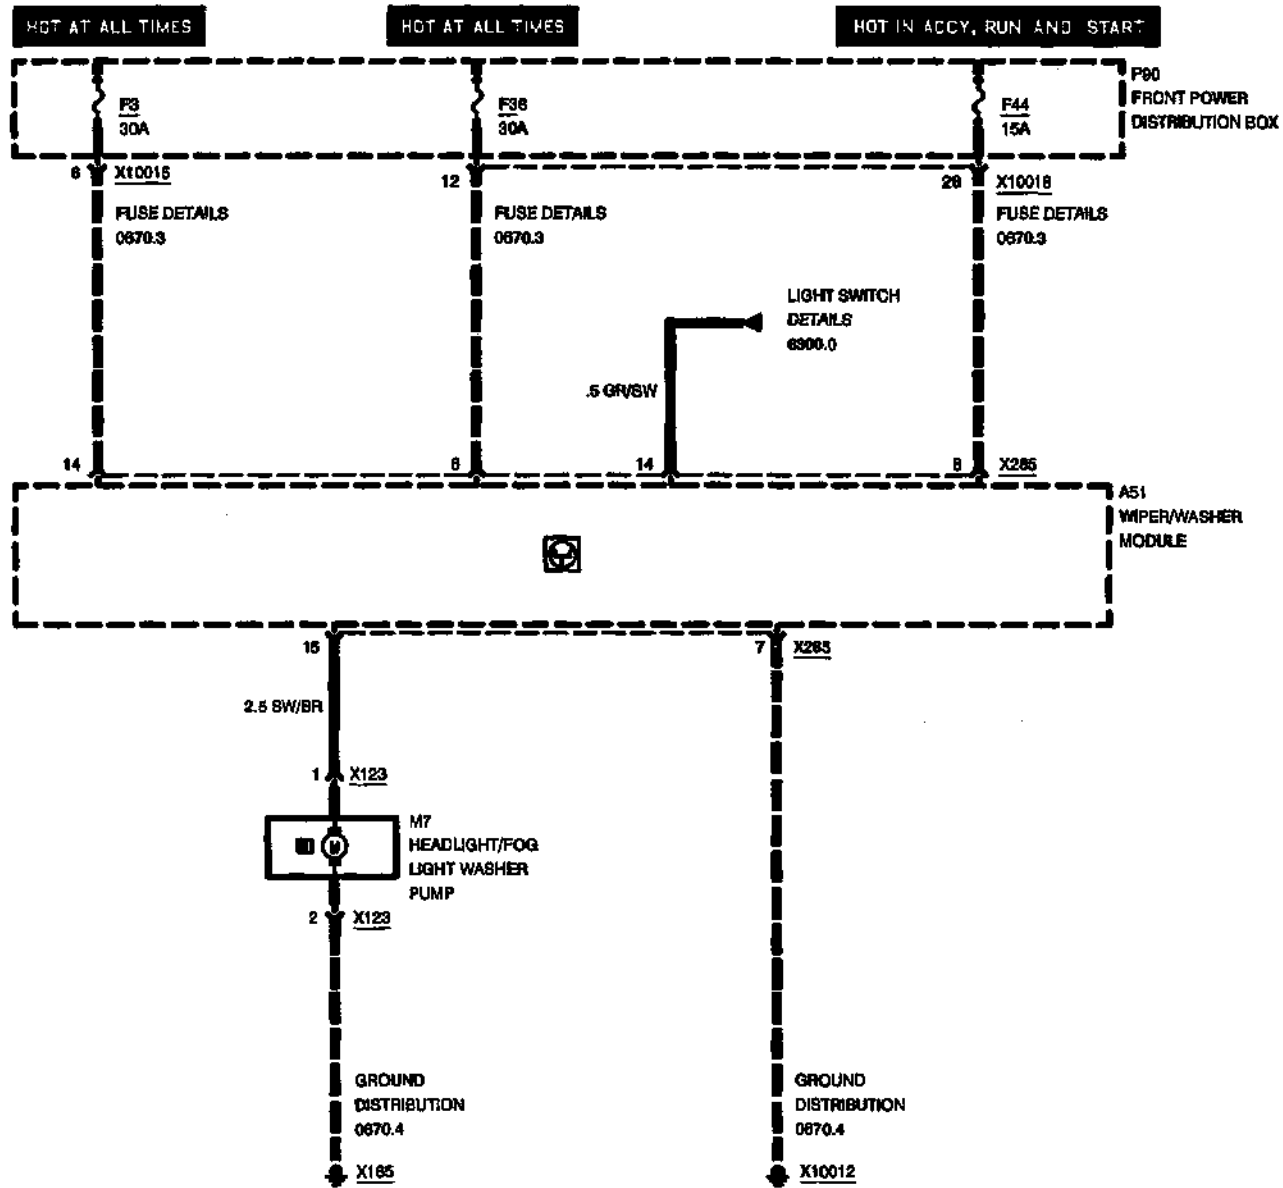 HOT AT ALL TIMES
HOT AT ALL TIMES
HOT IN ACCY, RUN AND START
P90
FRONT POWER
DISTRIBUTION BOX
F3
30A
F36
30A
F44
15A
6
X10016
12
28
X10018
FUSE DETAILS
0670.3
FUSE DETAILS
0670.3
FUSE DETAILS
0670.3
LIGHT SWITCH
DETAILS
6300.0
.5 GR/SW
14
6
14
8
X285
A51
WIPER/WASHER
MODULE
15
7
X285
2.5 SW/BR
1
X123
M
M7
HEADLIGHT/FOG
LIGHT WASHER
PUMP
2
X123
GROUND
DISTRIBUTION
0670.4
GROUND
DISTRIBUTION
0670.4
X165
X10012